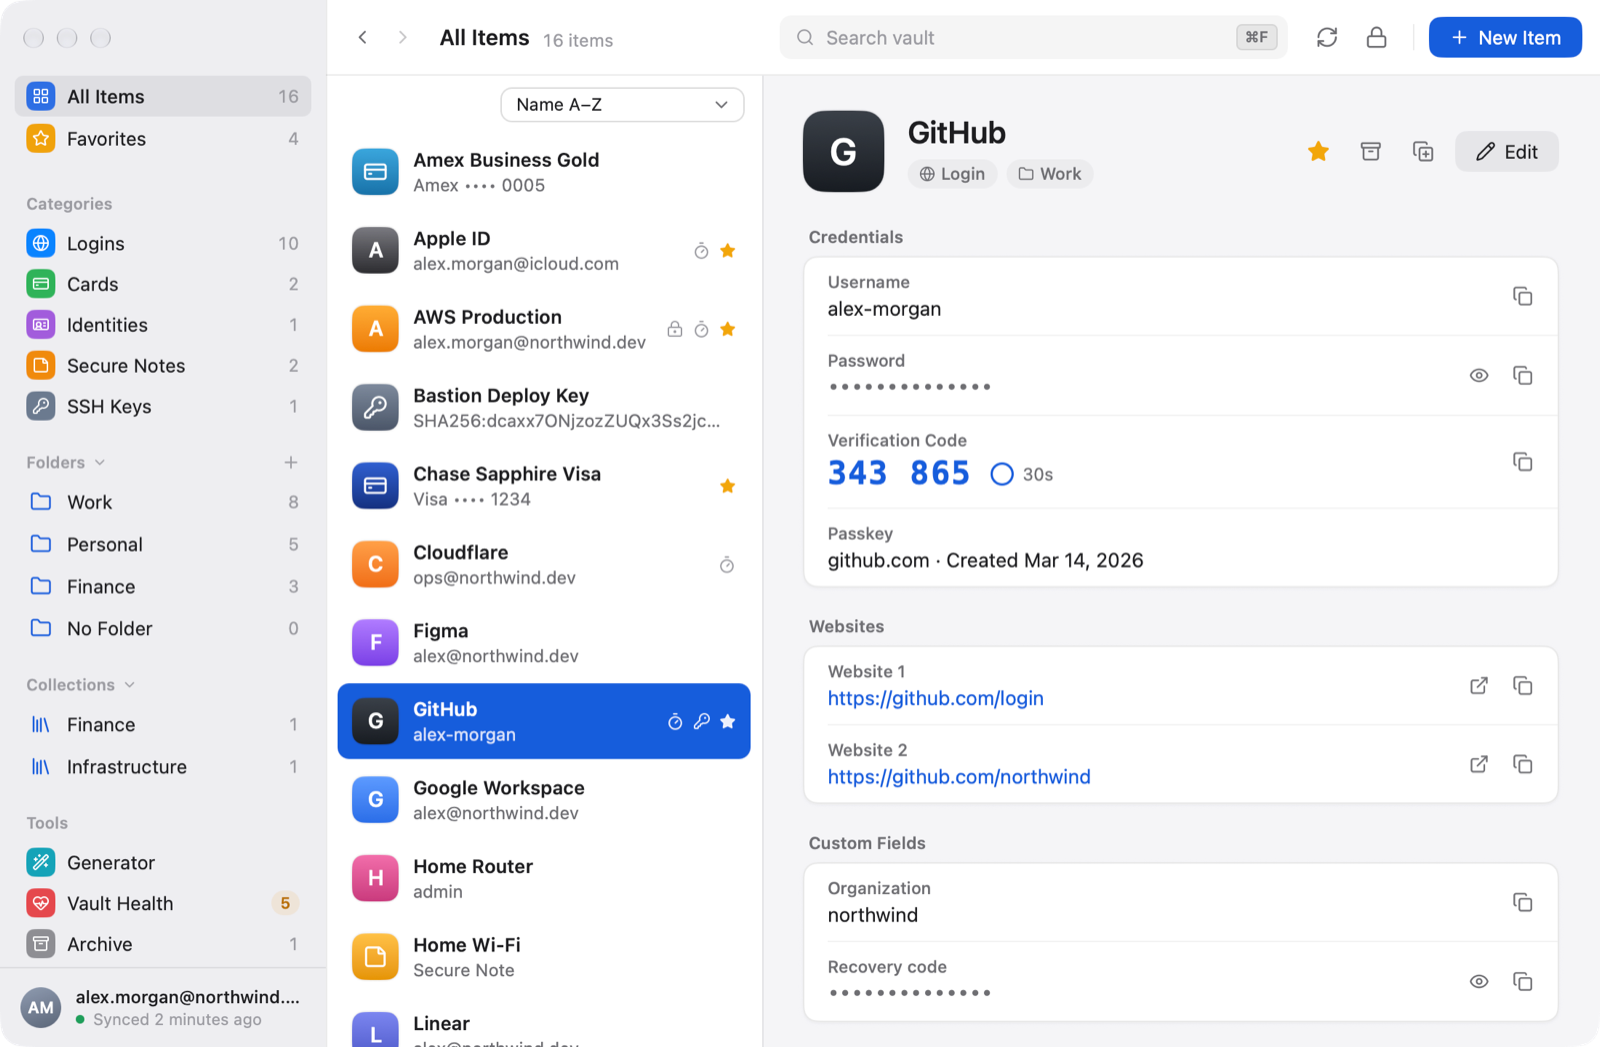 All Items 16
Favorites 4
Categories
Logins 10
Cards 2
Identities 1
Secure Notes 2
SSH Keys 1
Folders
Work 8
Personal 5
Finance 3
No Folder 0
Collections
Finance 1
Infrastructure 1
Tools
Generator
Vault Health 5
Archive 1
AM
alex.morgan@northwind....
Synced 2 minutes ago
All Items 16 items
Search vault ⌘F
+ New Item
Name A–Z
Amex Business Gold
Amex •••• 0005
A
Apple ID
alex.morgan@icloud.com
A
AWS Production
alex.morgan@northwind.dev
Bastion Deploy Key
SHA256:dcaxx7ONjzozZUQx3Ss2jc...
Chase Sapphire Visa
Visa •••• 1234
C
Cloudflare
ops@northwind.dev
F
Figma
alex@northwind.dev
G
GitHub
alex-morgan
G
Google Workspace
alex@northwind.dev
H
Home Router
admin
Home Wi-Fi
Secure Note
L
Linear
G
GitHub
Login Work
Edit
Credentials
Username
alex-morgan
Password
••••••••••••••
Verification Code
343 865 30s
Passkey
github.com · Created Mar 14, 2026
Websites
Website 1
https://github.com/login
Website 2
https://github.com/northwind
Custom Fields
Organization
northwind
Recovery code
••••••••••••••